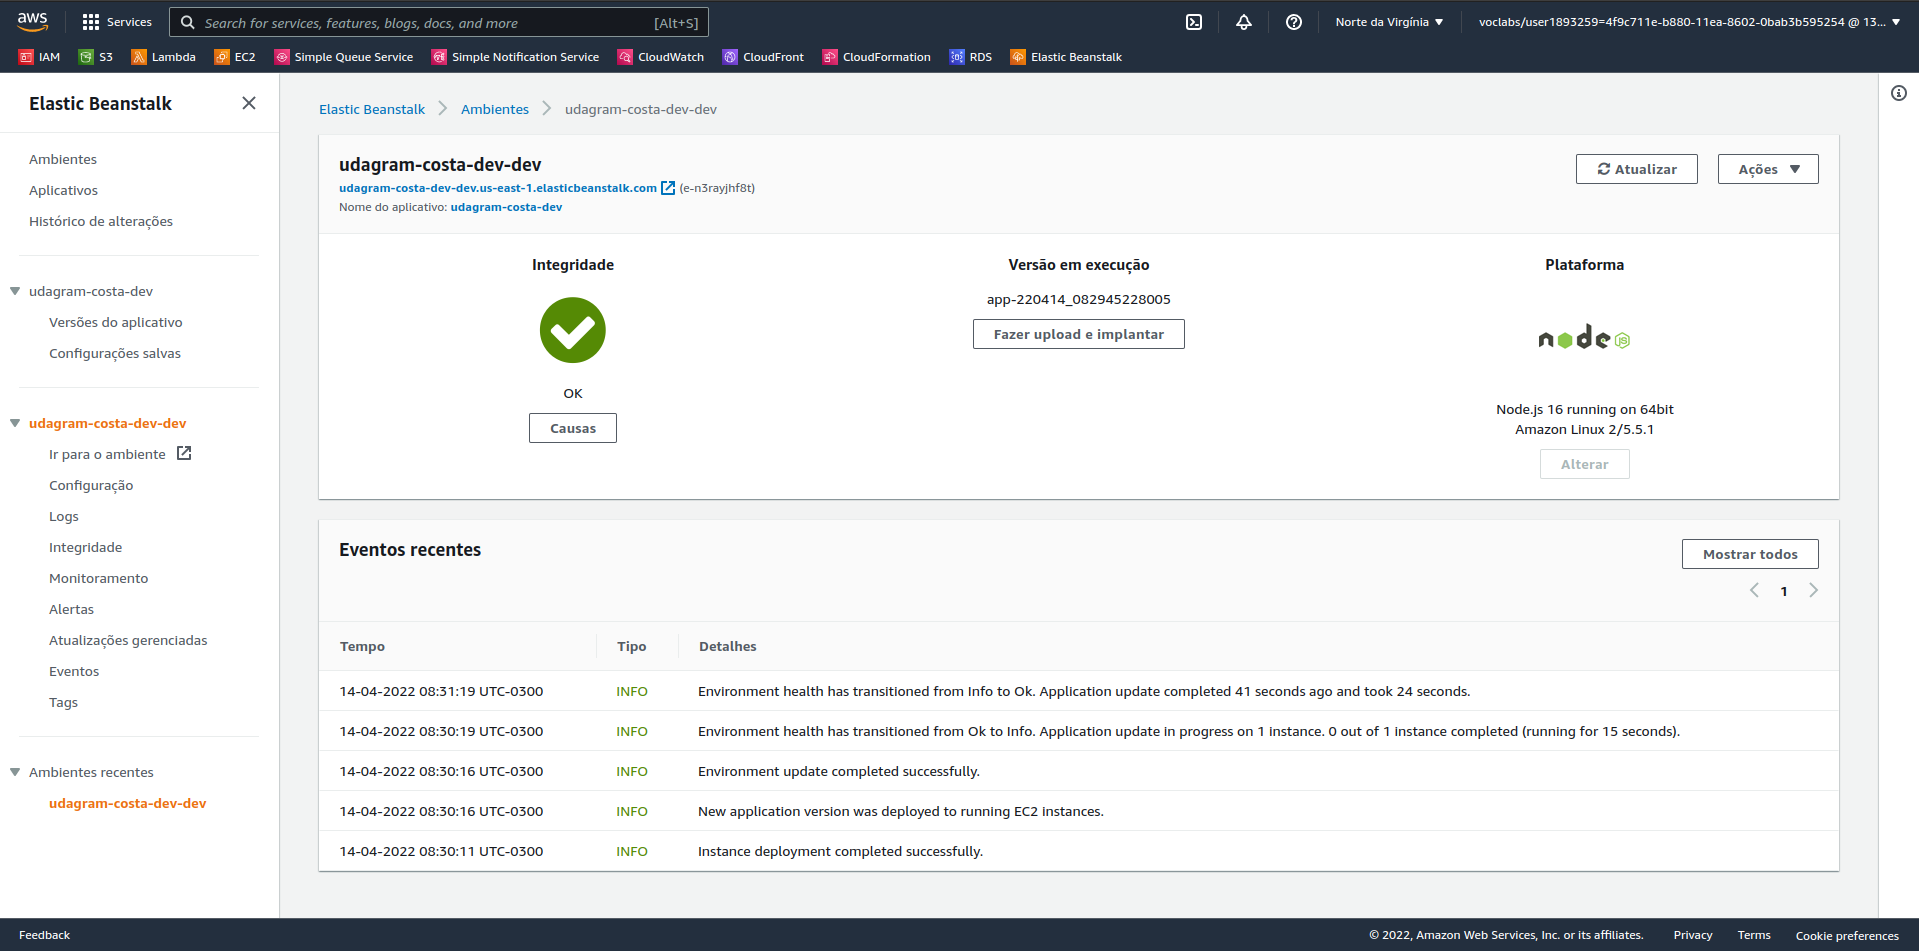 aws
Services
Search for services, features, blogs, docs, and more [Alt+S]
Norte da Virgínia
voclabs/user1893259=4f9c711e-b880-11ea-8602-0bab3b595254 @ 13...
IAM S3 Lambda EC2 Simple Queue Service Simple Notification Service CloudWatch CloudFront CloudFormation RDS Elastic Beanstalk
Elastic Beanstalk
Ambientes
Aplicativos
Histórico de alterações
udagram-costa-dev
Versões do aplicativo
Configurações salvas
udagram-costa-dev-dev
Ir para o ambiente
Configuração
Logs
Integridade
Monitoramento
Alertas
Atualizações gerenciadas
Eventos
Tags
Ambientes recentes
udagram-costa-dev-dev
Elastic Beanstalk Ambientes udagram-costa-dev-dev
udagram-costa-dev-dev
udagram-costa-dev-dev.us-east-1.elasticbeanstalk.com (e-n3rayjhf8t)
Nome do aplicativo: udagram-costa-dev
Atualizar
Ações
Integridade
OK
Causas
Versão em execução
app-220414_082945228005
Fazer upload e implantar
Plataforma
node JS
Node.js 16 running on 64bit
Amazon Linux 2/5.5.1
Alterar
Eventos recentes
Mostrar todos
1
Tempo Tipo Detalhes
14-04-2022 08:31:19 UTC-0300 INFO Environment health has transitioned from Info to Ok. Application update completed 41 seconds ago and took 24 seconds.
14-04-2022 08:30:19 UTC-0300 INFO Environment health has transitioned from Ok to Info. Application update in progress on 1 instance. 0 out of 1 instance completed (running for 15 seconds).
14-04-2022 08:30:16 UTC-0300 INFO Environment update completed successfully.
14-04-2022 08:30:16 UTC-0300 INFO New application version was deployed to running EC2 instances.
14-04-2022 08:30:11 UTC-0300 INFO Instance deployment completed successfully.
Feedback
© 2022, Amazon Web Services, Inc. or its affiliates. Privacy Terms Cookie preferences